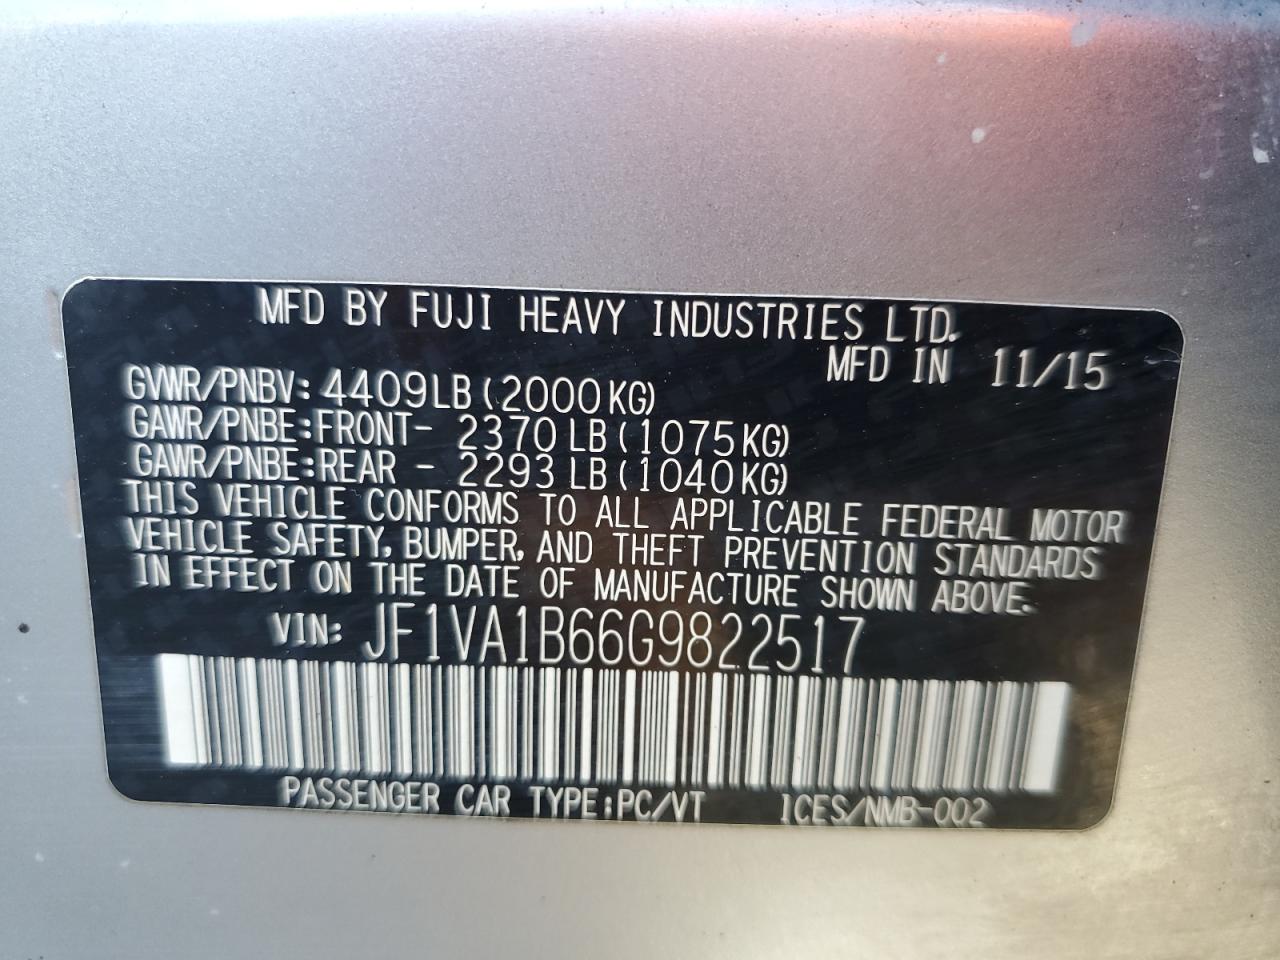 MFD BY FUJI HEAVY INDUSTRIES LTD.
MFD IN 11/15
GVWR/PNBV: 4409LB (2000KG)
GAWR/PNBE:FRONT- 2370LB (1075KG)
GAWR/PNBE:REAR - 2293LB (1040KG)
THIS VEHICLE CONFORMS TO ALL APPLICABLE FEDERAL MOTOR
VEHICLE SAFETY, BUMPER, AND THEFT PREVENTION STANDARDS
IN EFFECT ON THE DATE OF MANUFACTURE SHOWN ABOVE.
VIN: JF1VA1B66G9822517
PASSENGER CAR TYPE:PC/VT ICES/NMB-002